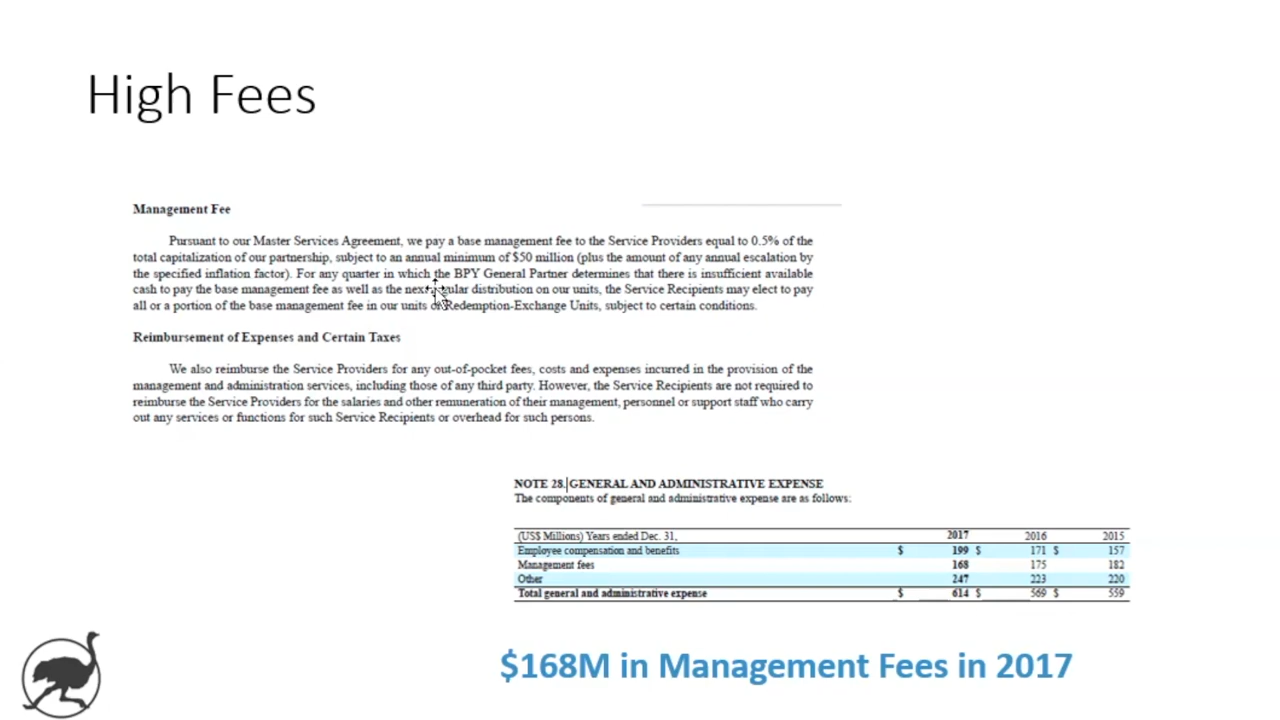 High Fees
Management Fee
Pursuant to our Master Services Agreement, we pay a base management fee to the Service Providers equal to 0.5% of the
total capitalization of our partnership, subject to an annual minimum of $50 million (plus the amount of any annual escalation by
the specified inflation factor). For any quarter in which the BPY General Partner determines that there is insufficient available
cash to pay the base management fee as well as the next regular distribution on our units, the Service Recipients may elect to pay
all or a portion of the base management fee in our units or Redemption-Exchange Units, subject to certain conditions.
Reimbursement of Expenses and Certain Taxes
We also reimburse the Service Providers for any out-of-pocket fees, costs and expenses incurred in the provision of the
management and administration services, including those of any third party. However, the Service Recipients are not required to
reimburse the Service Providers for the salaries and other remuneration of their management, personnel or support staff who carry
out any services or functions for such Service Recipients or overhead for such persons.
NOTE 28. GENERAL AND ADMINISTRATIVE EXPENSE
The components of general and administrative expense are as follows:
(US$ Millions) Years ended Dec. 31, 2017 2016 2015
Employee compensation and benefits $ 199 $ 171 $ 157
Management fees 168 175 182
Other 247 223 220
Total general and administrative expense $ 614 $ 569 $ 559
$168M in Management Fees in 2017